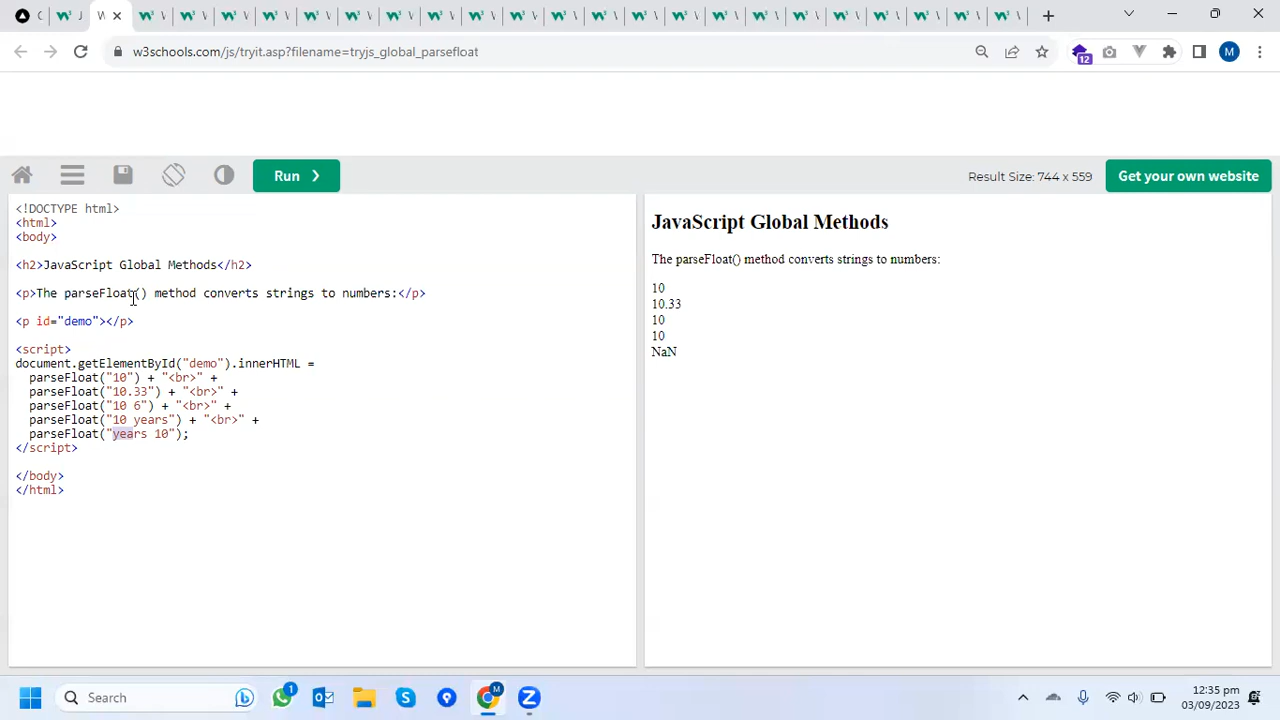 w3schools.com/js/tryit.asp?filename=tryjs_global_parsefloat
12
M
Run ❯
Result Size: 744 x 559
Get your own website
<!DOCTYPE html>
<html>
<body>
<h2>JavaScript Global Methods</h2>
<p>The parseFloat() method converts strings to numbers:</p>
<p id="demo"></p>
<script>
document.getElementById("demo").innerHTML =
parseFloat("10") + "<br>" +
parseFloat("10.33") + "<br>" +
parseFloat("10 6") + "<br>" +
parseFloat("10 years") + "<br>" +
parseFloat("years 10");
</script>
</body>
</html>
JavaScript Global Methods
The parseFloat() method converts strings to numbers:
10
10.33
10
10
NaN
Search
1
M
12:35 pm
03/09/2023